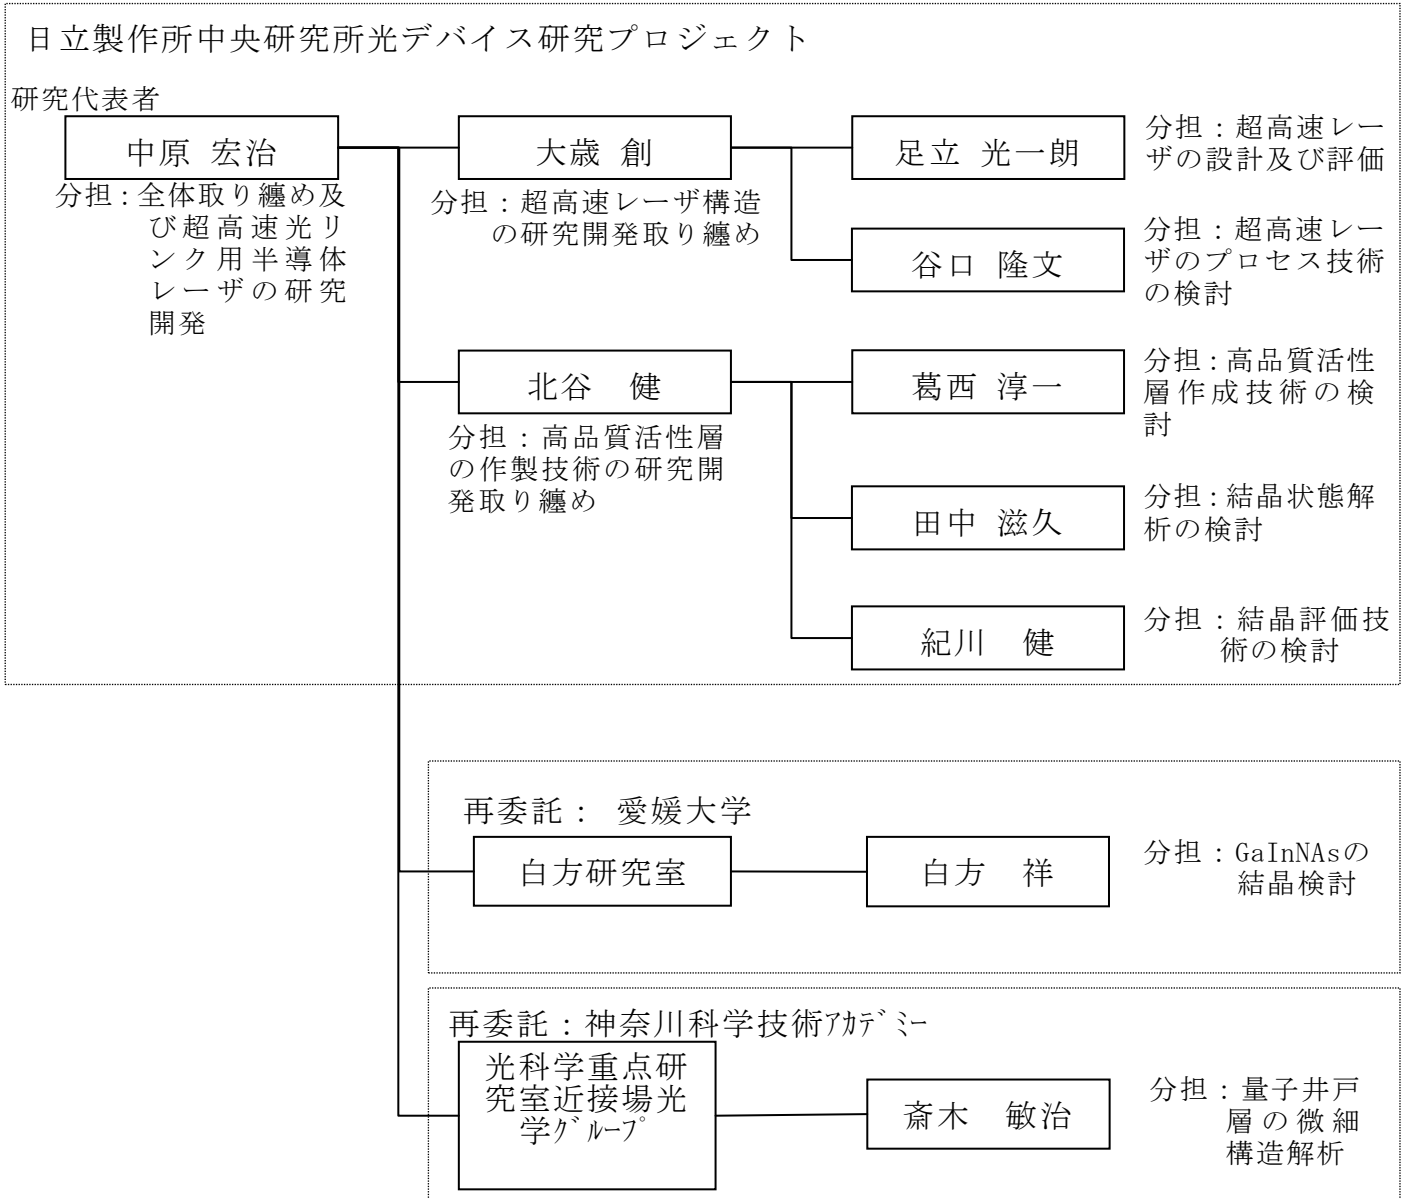 日立製作所中央研究所光デバイス研究プロジェクト
研究代表者
中原 宏治
分担：全体取り纏め及
び超高速光リ
ンク用半導体
レーザの研究
開発
大歳 創
分担：超高速レーザ構造
の研究開発取り纏め
足立 光一朗
分担：超高速レー
ザの設計及び評価
谷口 隆文
分担：超高速レー
ザのプロセス技術
の検討
北谷　健
分担：高品質活性層
の作製技術の研究開
発取り纏め
葛西 淳一
分担：高品質活性
層作成技術の検
討
田中 滋久
分担：結晶状態解
析の検討
紀川　健
分担：結晶評価技
術の検討
再委託： 愛媛大学
白方研究室
白方　祥
分担：GaInNAsの
結晶検討
再委託：神奈川科学技術ｱｶﾃﾞﾐｰ
光科学重点研
究室近接場光
学ｸﾞﾙｰﾌﾟ
斎木　敏治
分担：量子井戸
層の微細
構造解析